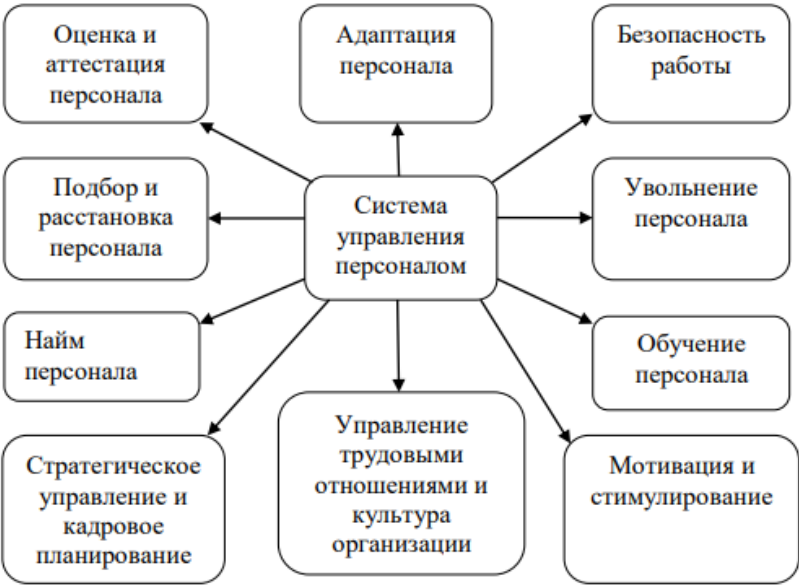 Оценка и
аттестация
персонала
Адаптация
персонала
Безопасность
работы
Подбор и
расстановка
персонала
Система
управления
персоналом
Увольнение
персонала
Найм
персонала
Обучение
персонала
Стратегическое
управление и
кадровое
планирование
Управление
трудовыми
отношениями и
культура
организации
Мотивация и
стимулирование